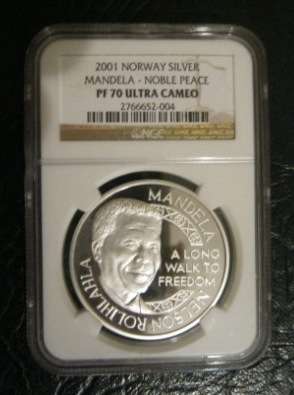 2001 NORWAY SILVER
MANDELA - NOBLE PEACE
PF 70 ULTRA CAMEO
2766652-004
NGC
MANDELA
A LONG
WALK TO
FREEDOM
NELSON ROLIHLAHLA